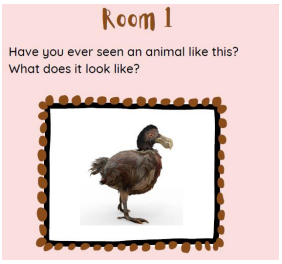 Room 1
Have you ever seen an animal like this?
What does it look like?